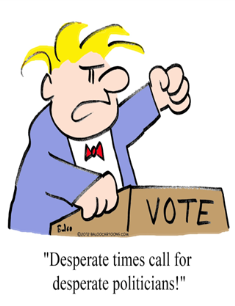 VOTE
"Desperate times call for
desperate politicians!"